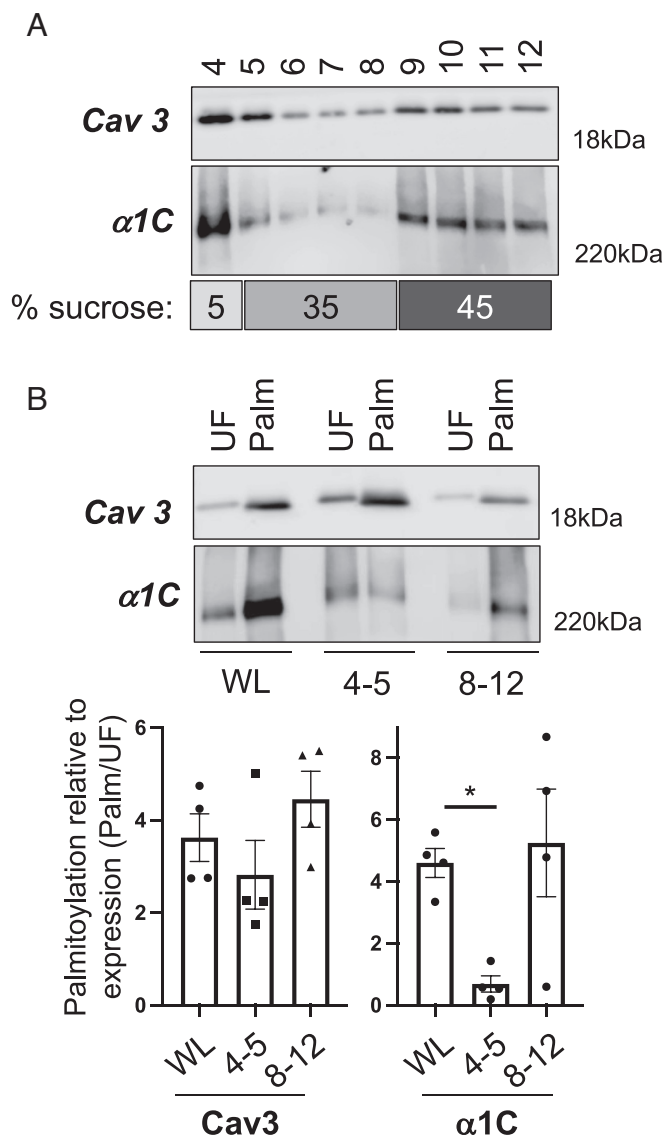 A
4 5 6 7 8 9 10 11 12
Cav 3
18kDa
α1C
220kDa
% sucrose: 5 35 45
B
UF Palm UF Palm UF Palm
Cav 3
18kDa
α1C
220kDa
WL 4-5 8-12
Palmitoylation relative to
expression (Palm/UF)
6
4
2
0
WL 4-5 8-12
Cav3
8
6
4
2
0
*
WL 4-5 8-12
α1C